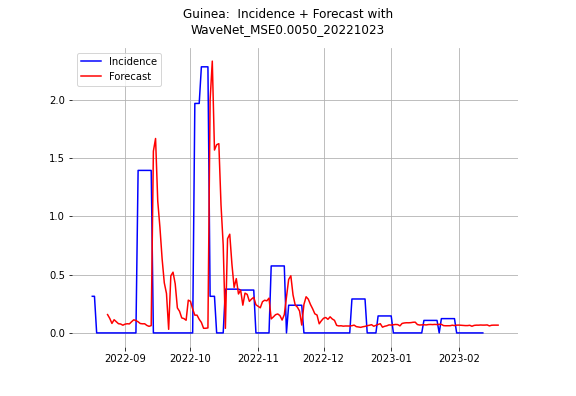 Guinea:  Incidence + Forecast with
WaveNet_MSE0.0050_20221023
Incidence
Forecast
2.0
1.5
1.0
0.5
0.0
2022-09
2022-10
2022-11
2022-12
2023-01
2023-02